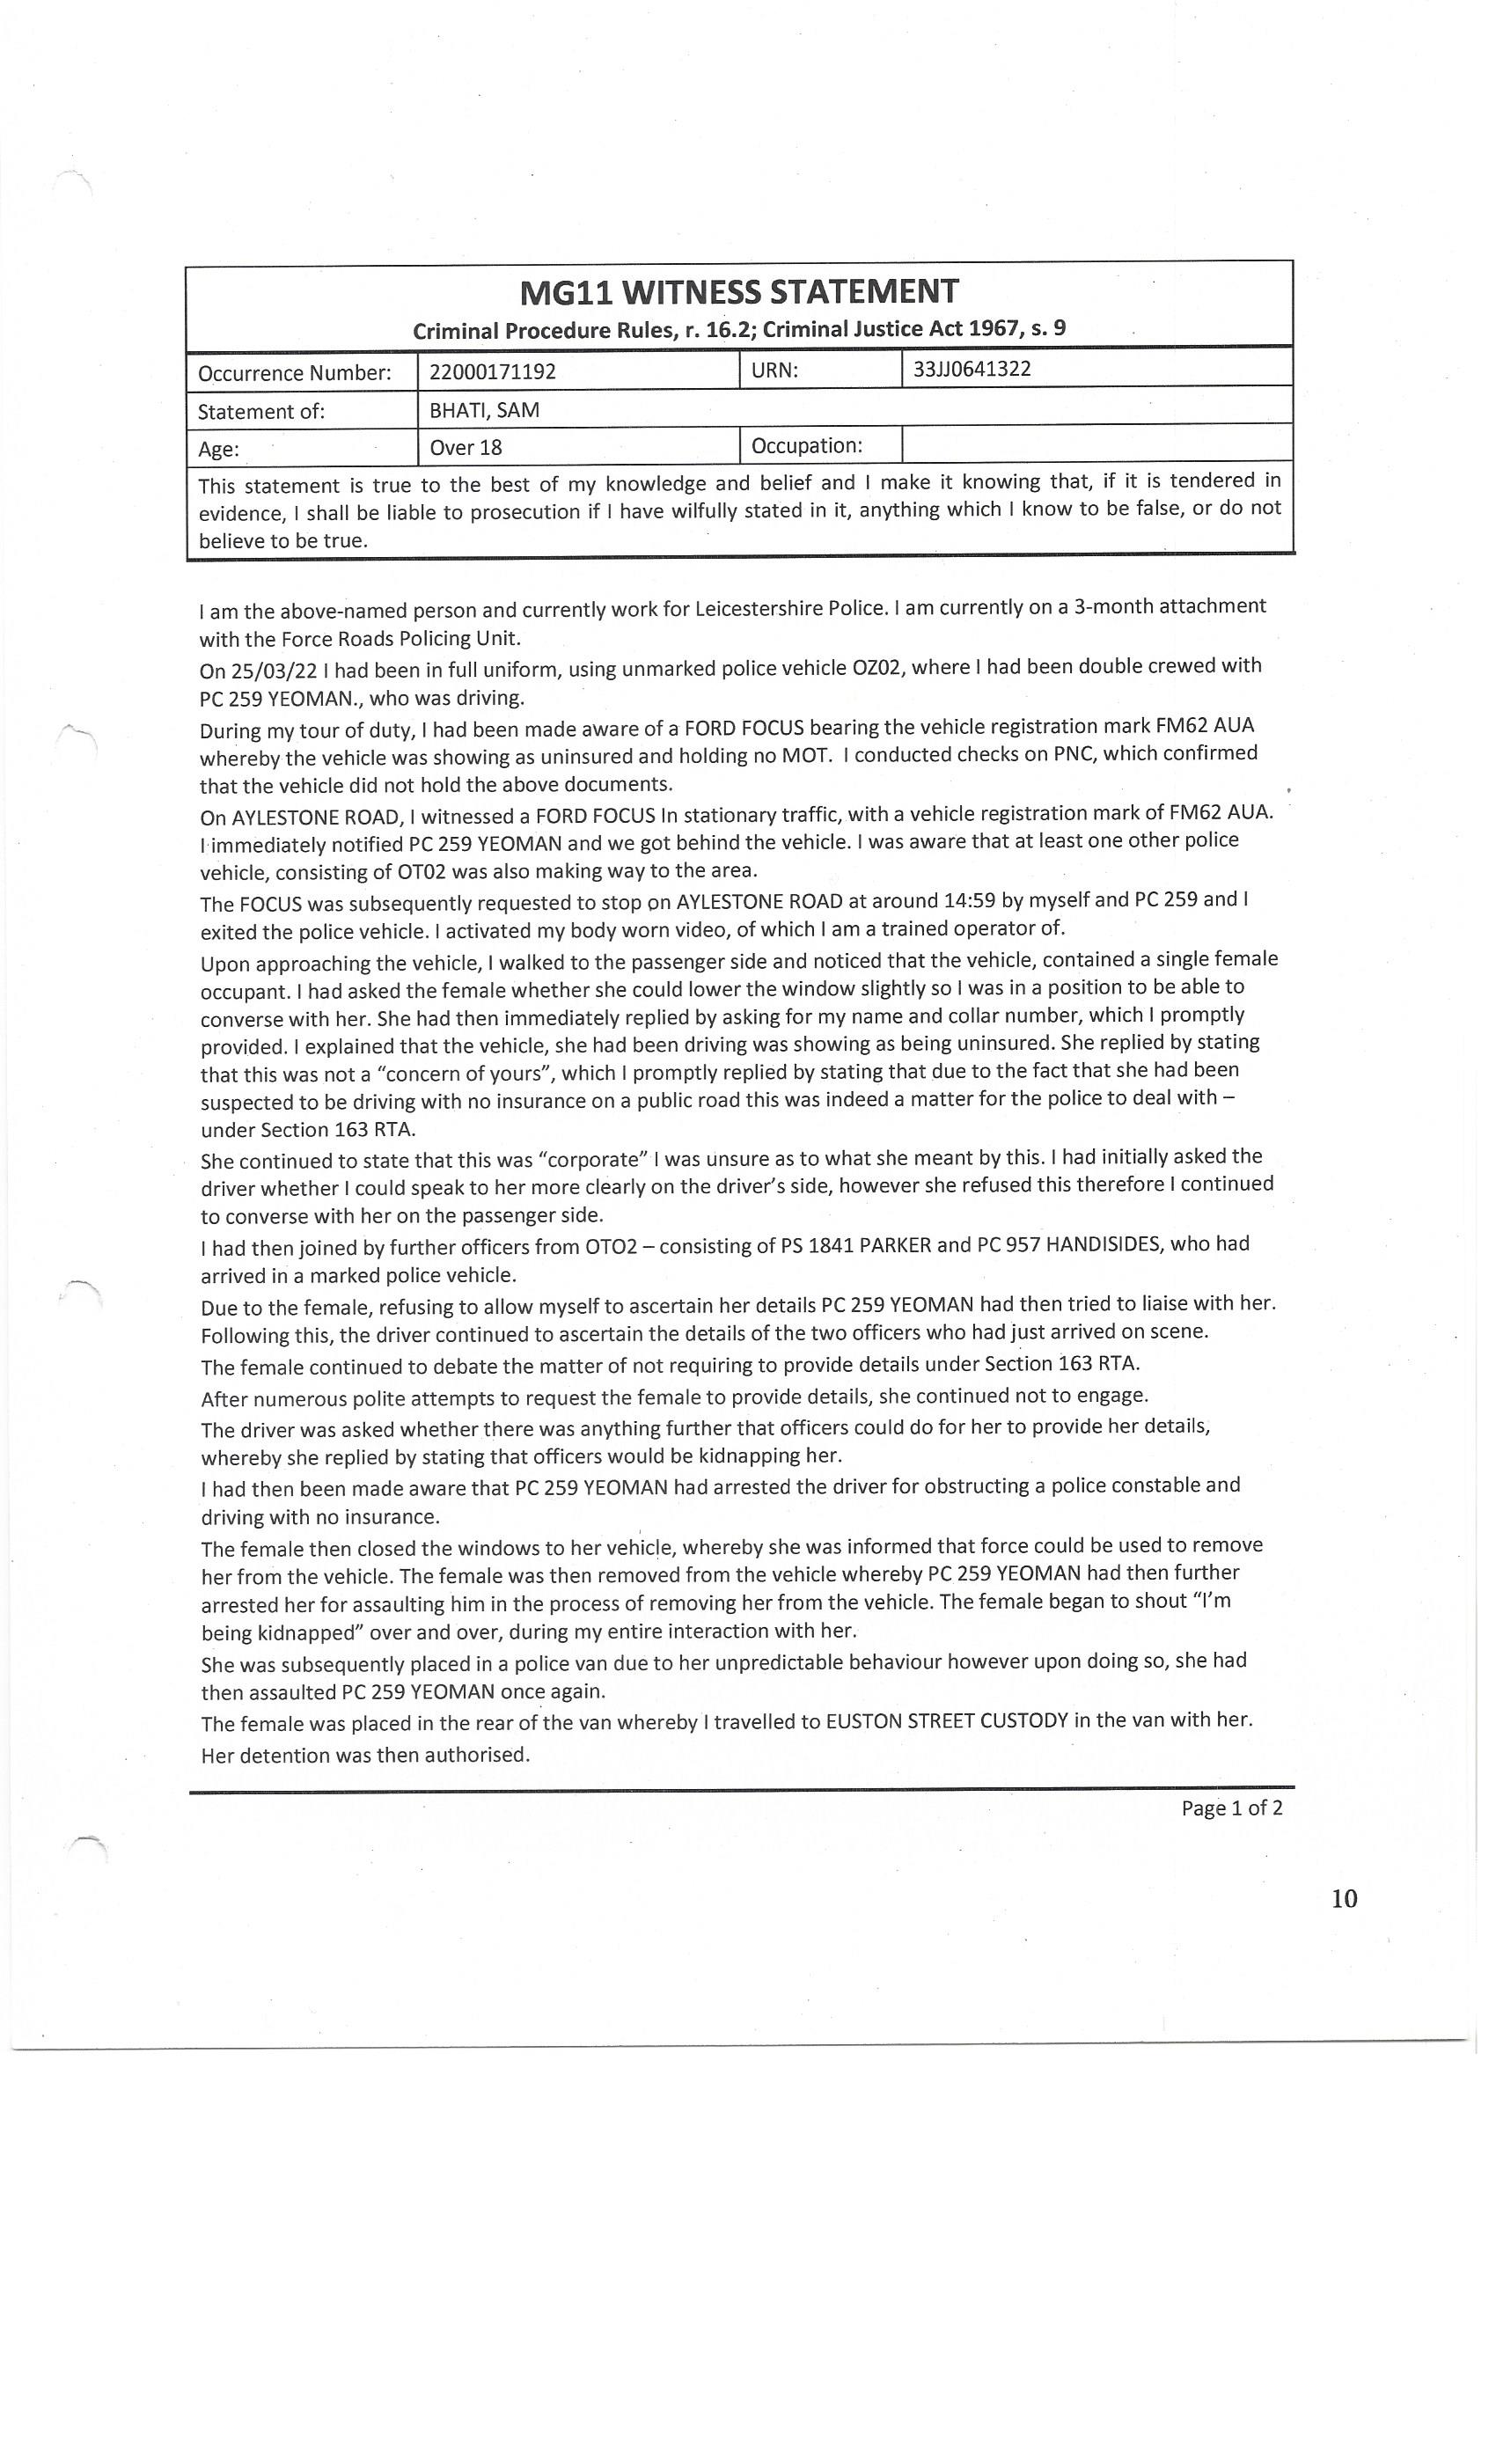 MG11 WITNESS STATEMENT
Criminal Procedure Rules, r. 16.2; Criminal Justice Act 1967, s. 9
Occurrence Number: 22000171192 URN: 33JJ0641322
Statement of: BHATI, SAM
Age: Over 18 Occupation:
This statement is true to the best of my knowledge and belief and I make it knowing that, if it is tendered in
evidence, I shall be liable to prosecution if I have wilfully stated in it, anything which I know to be false, or do not
believe to be true.
I am the above-named person and currently work for Leicestershire Police. I am currently on a 3-month attachment
with the Force Roads Policing Unit.
On 25/03/22 I had been in full uniform, using unmarked police vehicle OZ02, where I had been double crewed with
PC 259 YEOMAN., who was driving.
During my tour of duty, I had been made aware of a FORD FOCUS bearing the vehicle registration mark FM62 AUA
whereby the vehicle was showing as uninsured and holding no MOT. I conducted checks on PNC, which confirmed
that the vehicle did not hold the above documents.
On AYLESTONE ROAD, I witnessed a FORD FOCUS In stationary traffic, with a vehicle registration mark of FM62 AUA.
I immediately notified PC 259 YEOMAN and we got behind the vehicle. I was aware that at least one other police
vehicle, consisting of OT02 was also making way to the area.
The FOCUS was subsequently requested to stop on AYLESTONE ROAD at around 14:59 by myself and PC 259 and I
exited the police vehicle. I activated my body worn video, of which I am a trained operator of.
Upon approaching the vehicle, I walked to the passenger side and noticed that the vehicle, contained a single female
occupant. I had asked the female whether she could lower the window slightly so I was in a position to be able to
converse with her. She had then immediately replied by asking for my name and collar number, which I promptly
provided. I explained that the vehicle, she had been driving was showing as being uninsured. She replied by stating
that this was not a “concern of yours”, which I promptly replied by stating that due to the fact that she had been
suspected to be driving with no insurance on a public road this was indeed a matter for the police to deal with –
under Section 163 RTA.
She continued to state that this was “corporate” I was unsure as to what she meant by this. I had initially asked the
driver whether I could speak to her more clearly on the driver’s side, however she refused this therefore I continued
to converse with her on the passenger side.
I had then joined by further officers from OTO2 – consisting of PS 1841 PARKER and PC 957 HANDISIDES, who had
arrived in a marked police vehicle.
Due to the female, refusing to allow myself to ascertain her details PC 259 YEOMAN had then tried to liaise with her.
Following this, the driver continued to ascertain the details of the two officers who had just arrived on scene.
The female continued to debate the matter of not requiring to provide details under Section 163 RTA.
After numerous polite attempts to request the female to provide details, she continued not to engage.
The driver was asked whether there was anything further that officers could do for her to provide her details,
whereby she replied by stating that officers would be kidnapping her.
I had then been made aware that PC 259 YEOMAN had arrested the driver for obstructing a police constable and
driving with no insurance.
The female then closed the windows to her vehicle, whereby she was informed that force could be used to remove
her from the vehicle. The female was then removed from the vehicle whereby PC 259 YEOMAN had then further
arrested her for assaulting him in the process of removing her from the vehicle. The female began to shout “I’m
being kidnapped” over and over, during my entire interaction with her.
She was subsequently placed in a police van due to her unpredictable behaviour however upon doing so, she had
then assaulted PC 259 YEOMAN once again.
The female was placed in the rear of the van whereby I travelled to EUSTON STREET CUSTODY in the van with her.
Her detention was then authorised.
Page 1 of 2
10